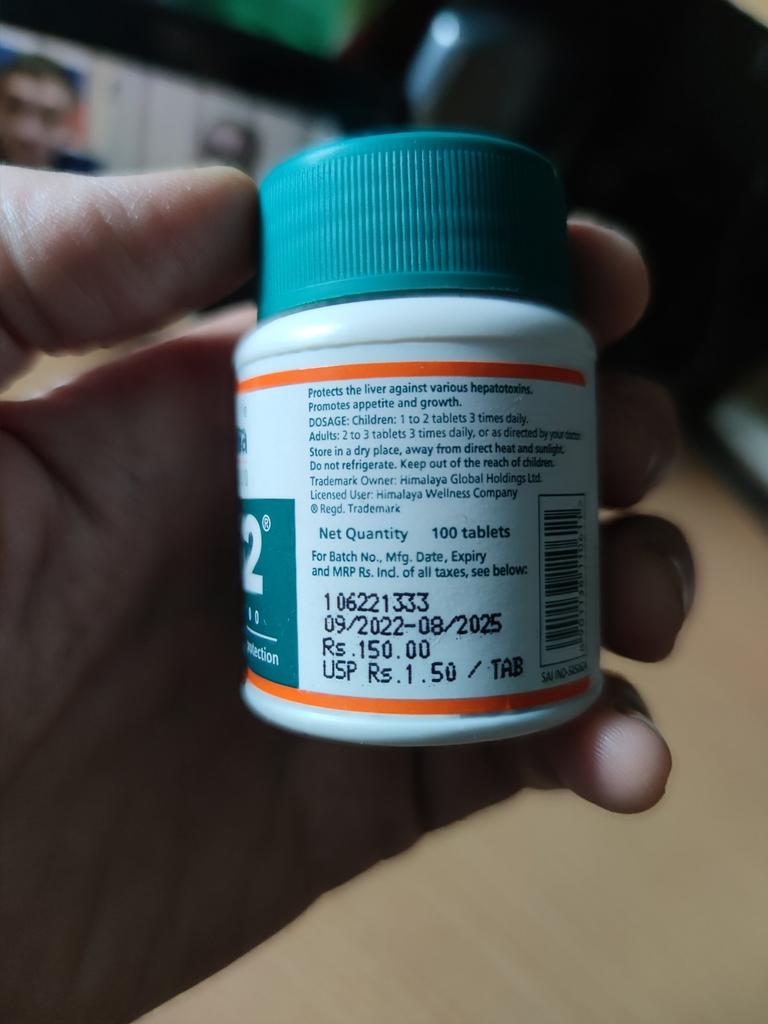 Protects the liver against various hepatotoxins.
Promotes appetite and growth.
DOSAGE: Children: 1 to 2 tablets 3 times daily.
Adults: 2 to 3 tablets 3 times daily, or as directed by your doctor.
Store in a dry place, away from direct heat and sunlight.
Do not refrigerate. Keep out of the reach of children.
Trademark Owner: Himalaya Global Holdings Ltd.
Licensed User: Himalaya Wellness Company
® Regd. Trademark
2®
Net Quantity 100 tablets
For Batch No., Mfg. Date, Expiry
and MRP Rs. Incl. of all taxes, see below:
106221333
09/2022-08/2025
Rs.150.00
USP Rs.1.50 / TAB